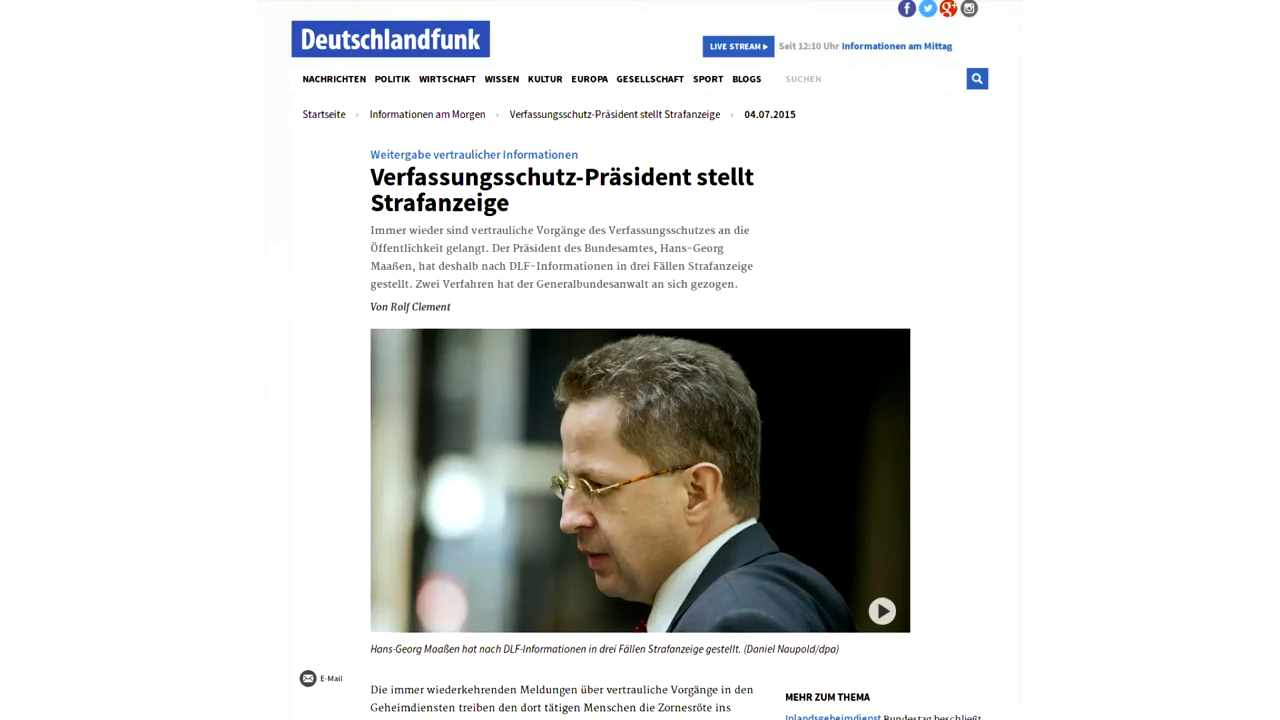 Deutschlandfunk
LIVE STREAM
Seit 12:10 Uhr Informationen am Mittag
NACHRICHTEN POLITIK WIRTSCHAFT WISSEN KULTUR EUROPA GESELLSCHAFT SPORT BLOGS SUCHEN
Startseite › Informationen am Morgen › Verfassungsschutz-Präsident stellt Strafanzeige › 04.07.2015
Weitergabe vertraulicher Informationen
Verfassungsschutz-Präsident stellt
Strafanzeige
Immer wieder sind vertrauliche Vorgänge des Verfassungsschutzes an die
Öffentlichkeit gelangt. Der Präsident des Bundesamtes, Hans-Georg
Maaßen, hat deshalb nach DLF-Informationen in drei Fällen Strafanzeige
gestellt. Zwei Verfahren hat der Generalbundesanwalt an sich gezogen.
Von Rolf Clement
Hans-Georg Maaßen hat nach DLF-Informationen in drei Fällen Strafanzeige gestellt. (Daniel Naupold/dpa)
E-Mail
Die immer wiederkehrenden Meldungen über vertrauliche Vorgänge in den
Geheimdiensten treiben den dort tätigen Menschen die Zornesröte ins
MEHR ZUM THEMA
Inlandsgeheimdienst Bundestag beschließt